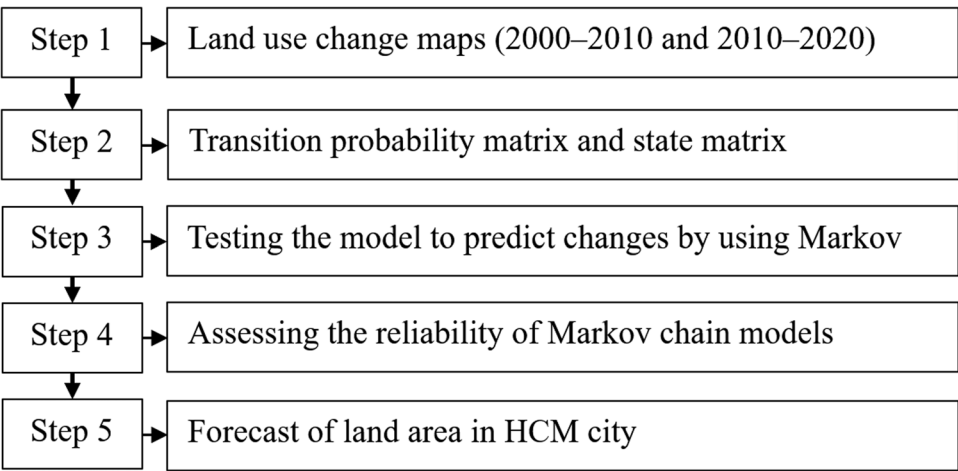 Step 1
Land use change maps (2000–2010 and 2010–2020)
Step 2
Transition probability matrix and state matrix
Step 3
Testing the model to predict changes by using Markov
Step 4
Assessing the reliability of Markov chain models
Step 5
Forecast of land area in HCM city